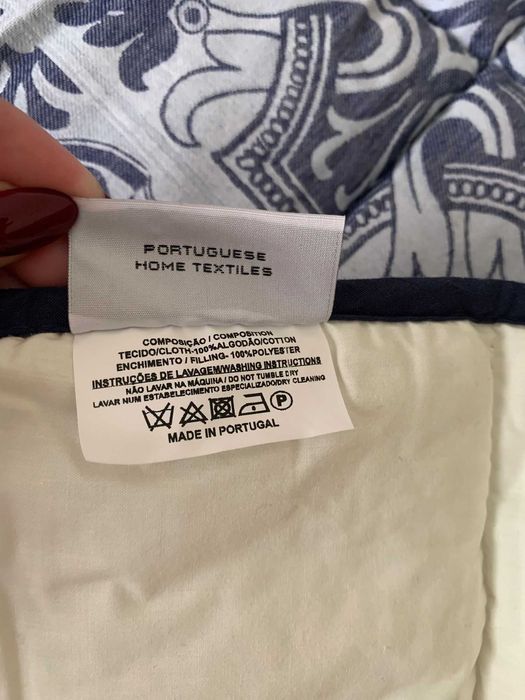 PORTUGUESE
HOME TEXTILES
COMPOSIÇÃO / COMPOSITION
TECIDO/CLOTH-100%ALGODÃO/COTTON
ENCHIMENTO / FILLING- 100%POLYESTER
INSTRUÇÕES DE LAVAGEM/WASHING INSTRUCTIONS
NÃO LAVAR NA MÁQUINA / DO NOT TUMBLE DRY
LAVAR NUM ESTABELECIMENTO ESPECIALIZADO/DRY CLEANING
P
MADE IN PORTUGAL